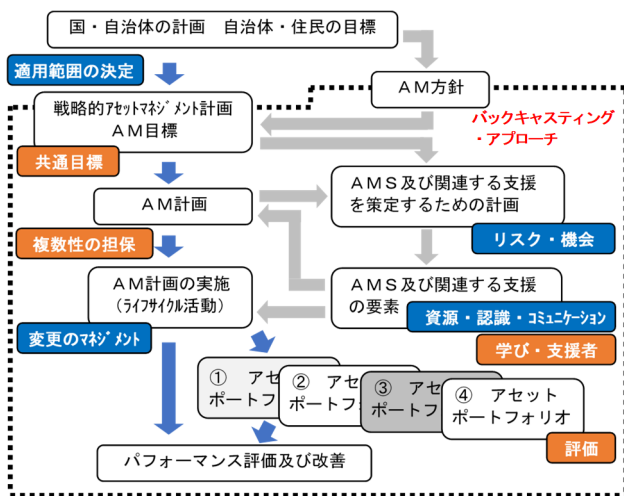 国・自治体の計画　自治体・住民の目標
適用範囲の決定
ＡＭ方針
戦略的ｱｾｯﾄﾏﾈｼﾞﾒﾝﾄ計画
ＡＭ目標
バックキャスティング
・アプローチ
共通目標
ＡＭ計画
ＡＭＳ及び関連する支援
を策定するための計画
複数性の担保
リスク・機会
ＡＭ計画の実施
（ﾗｲﾌｻｲｸﾙ活動）
ＡＭＳ及び関連する支援
の要素
資源・認識・ｺﾐｭﾆｹｰｼｮﾝ
変更のﾏﾈｼﾞﾒﾝﾄ
学び・支援者
①　アセ
ポートフ
②　アセ
ポートフ
③　アセ
ポートフ
④　アセット
ポートフォリオ
評価
パフォーマンス評価及び改善